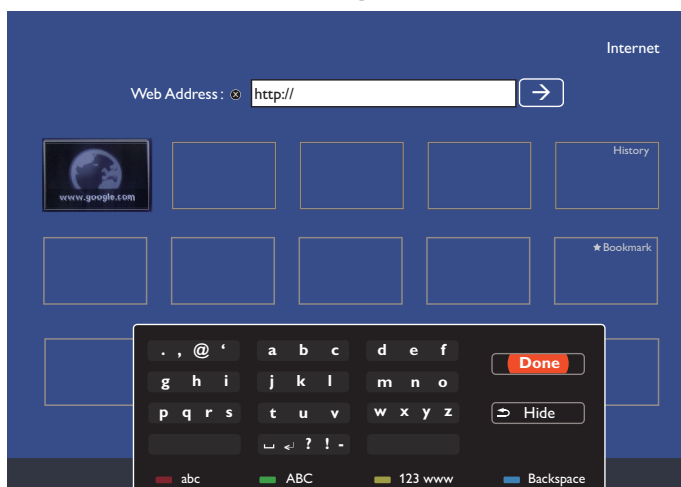 Internet
Web Address : ⓧ http:// →
History
www.google.com
★ Bookmark
. , @ ‘ a b c d e f
Done
g h i j k l m n o
p q r s t u v w x y z Hide
␣ ↲ ? ! -
abc ABC 123 www Backspace